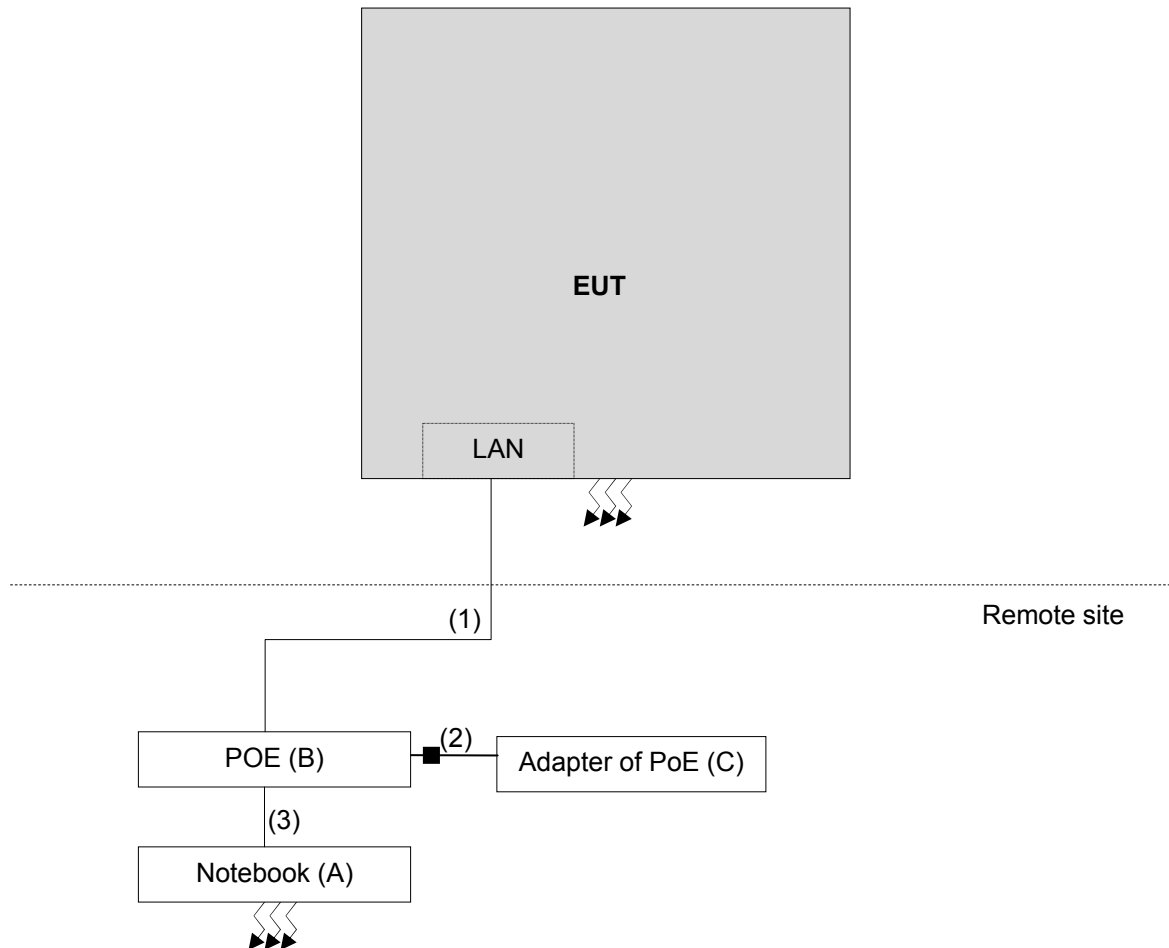 EUT
LAN
(1)
Remote site
POE (B)
(2)
Adapter of PoE (C)
(3)
Notebook (A)